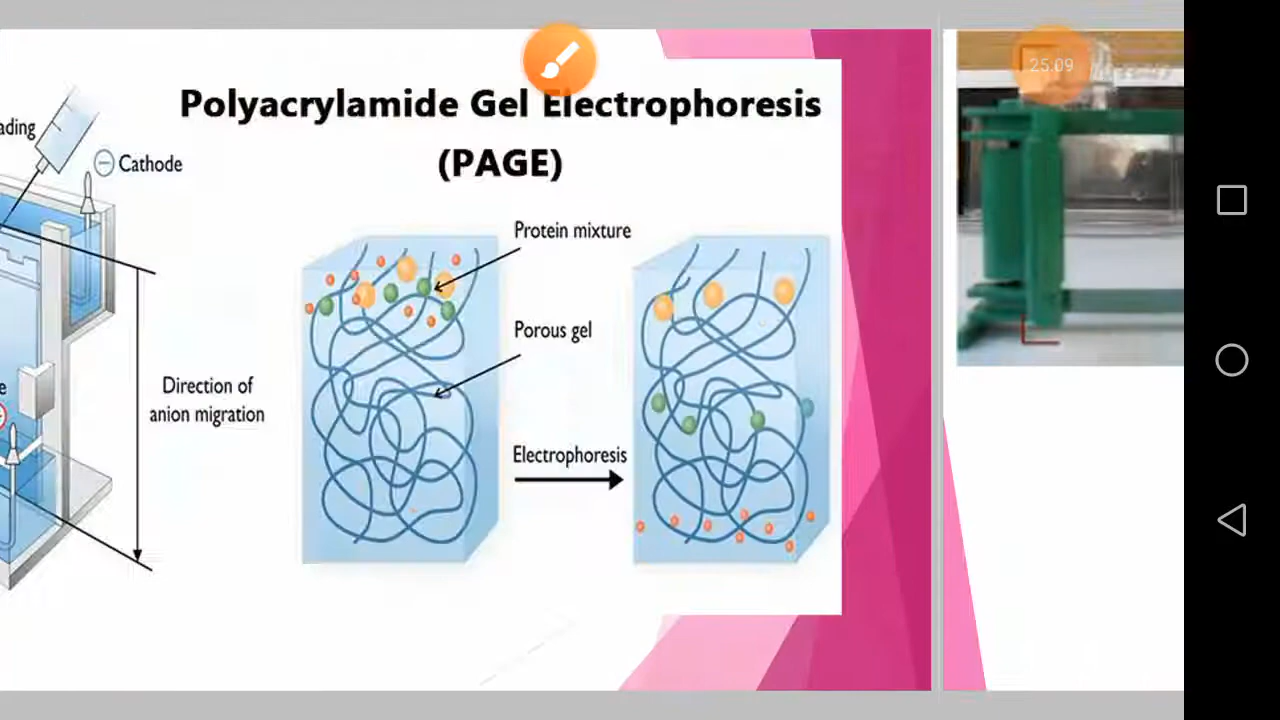 Polyacrylamide Gel Electrophoresis
(PAGE)
ading
− Cathode
Protein mixture
Porous gel
Direction of
anion migration
Electrophoresis
e
+
25.09